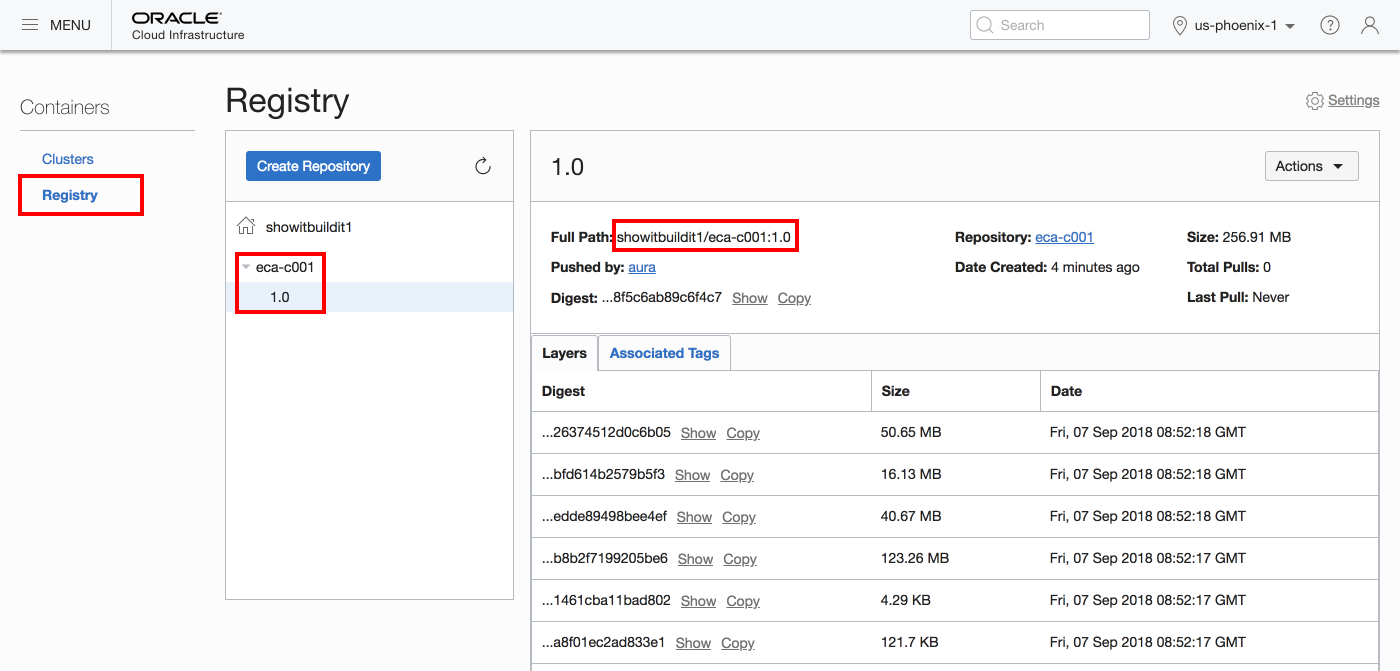 MENU
ORACLE
Cloud Infrastructure
Search
us-phoenix-1
?
Containers
Clusters
Registry
Registry
Settings
Create Repository
showitbuildit1
eca-c001
1.0
1.0
Actions
Full Path: showitbuildit1/eca-c001:1.0
Pushed by: aura
Digest: ...8f5c6ab89c6f4c7 Show Copy
Repository: eca-c001
Date Created: 4 minutes ago
Size: 256.91 MB
Total Pulls: 0
Last Pull: Never
Layers Associated Tags
Digest Size Date
...26374512d0c6b05 Show Copy 50.65 MB Fri, 07 Sep 2018 08:52:18 GMT
...bfd614b2579b5f3 Show Copy 16.13 MB Fri, 07 Sep 2018 08:52:18 GMT
...edde89498bee4ef Show Copy 40.67 MB Fri, 07 Sep 2018 08:52:18 GMT
...b8b2f7199205be6 Show Copy 123.26 MB Fri, 07 Sep 2018 08:52:17 GMT
...1461cba11bad802 Show Copy 4.29 KB Fri, 07 Sep 2018 08:52:17 GMT
...a8f01ec2ad833e1 Show Copy 121.7 KB Fri, 07 Sep 2018 08:52:17 GMT